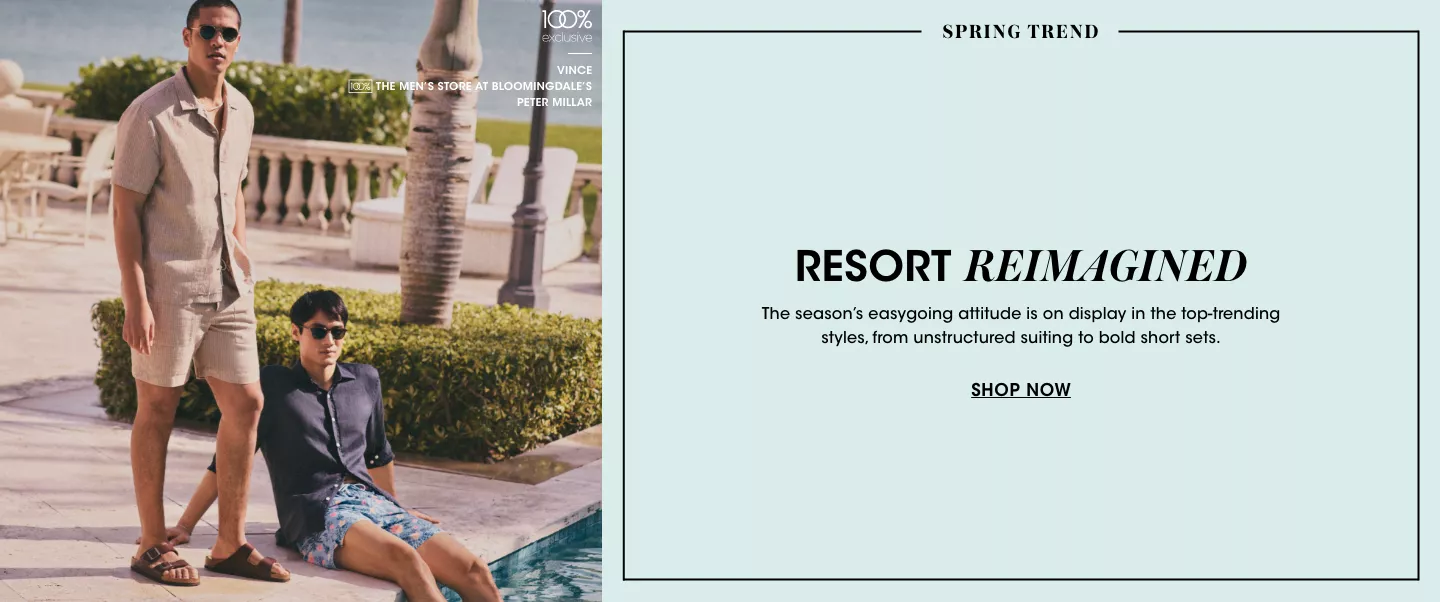 100%
exclusive
VINCE
100% THE MEN'S STORE AT BLOOMINGDALE'S
PETER MILLAR
SPRING TREND
RESORT REIMAGINED
The season's easygoing attitude is on display in the top-trending
styles, from unstructured suiting to bold short sets.
SHOP NOW